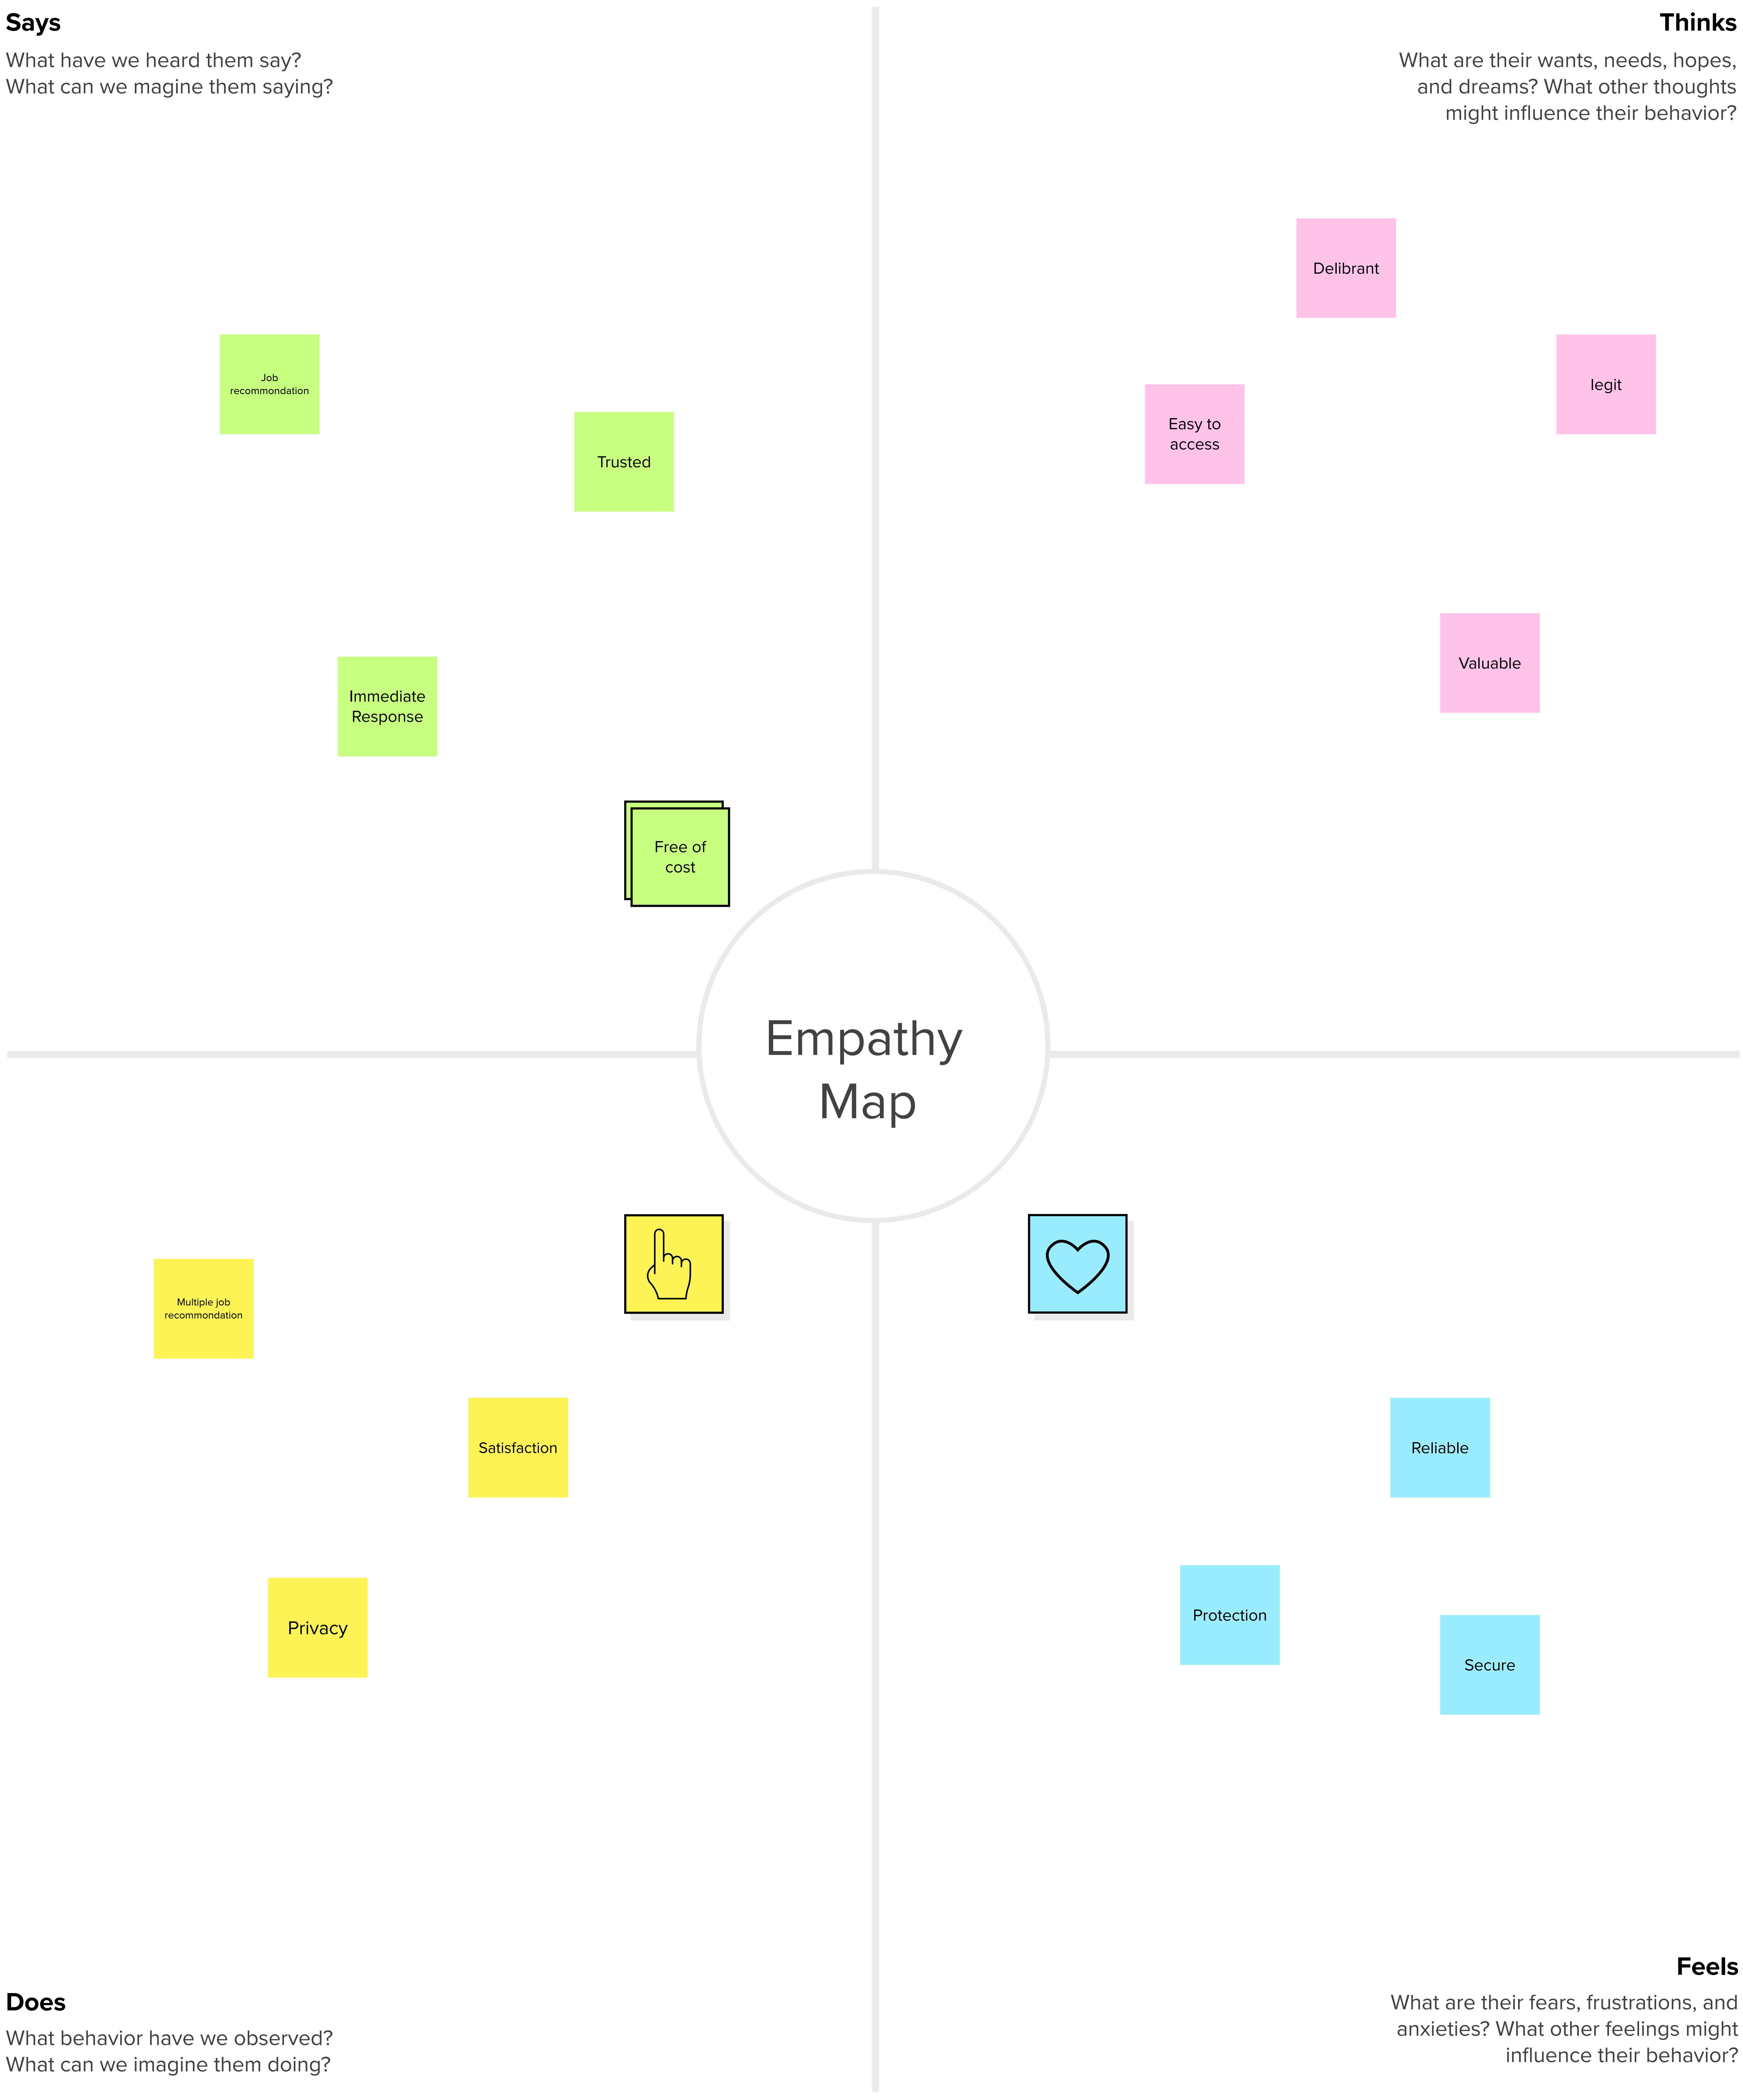 Says
What have we heard them say?
What can we magine them saying?
Thinks
What are their wants, needs, hopes,
and dreams? What other thoughts
might influence their behavior?
Job
recommondation
Trusted
Immediate
Response
Free of
cost
Delibrant
legit
Easy to
access
Valuable
Empathy
Map
Multiple job
recommondation
Satisfaction
Privacy
Reliable
Protection
Secure
Does
What behavior have we observed?
What can we imagine them doing?
Feels
What are their fears, frustrations, and
anxieties? What other feelings might
influence their behavior?